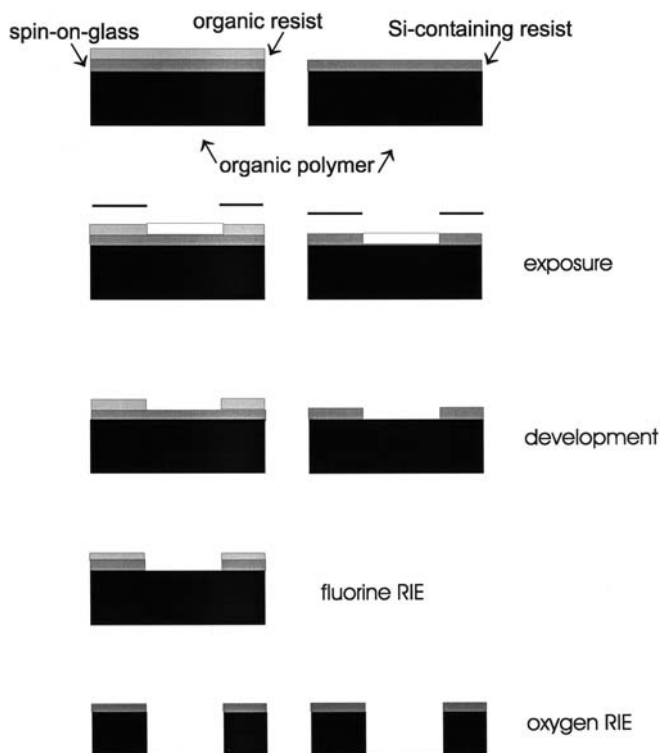 organic resist
spin-on-glass
Si-containing resist
organic polymer
exposure
development
fluorine RIE
oxygen RIE